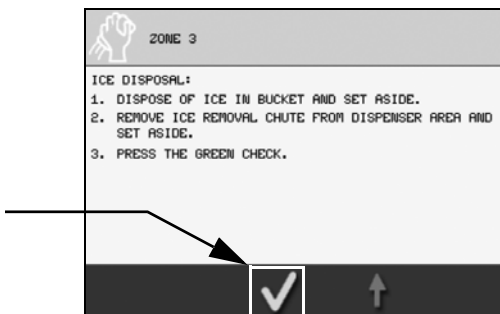 ZONE 3
ICE DISPOSAL:
1. DISPOSE OF ICE IN BUCKET AND SET ASIDE.
2. REMOVE ICE REMOVAL CHUTE FROM DISPENSER AREA AND
SET ASIDE.
3. PRESS THE GREEN CHECK.